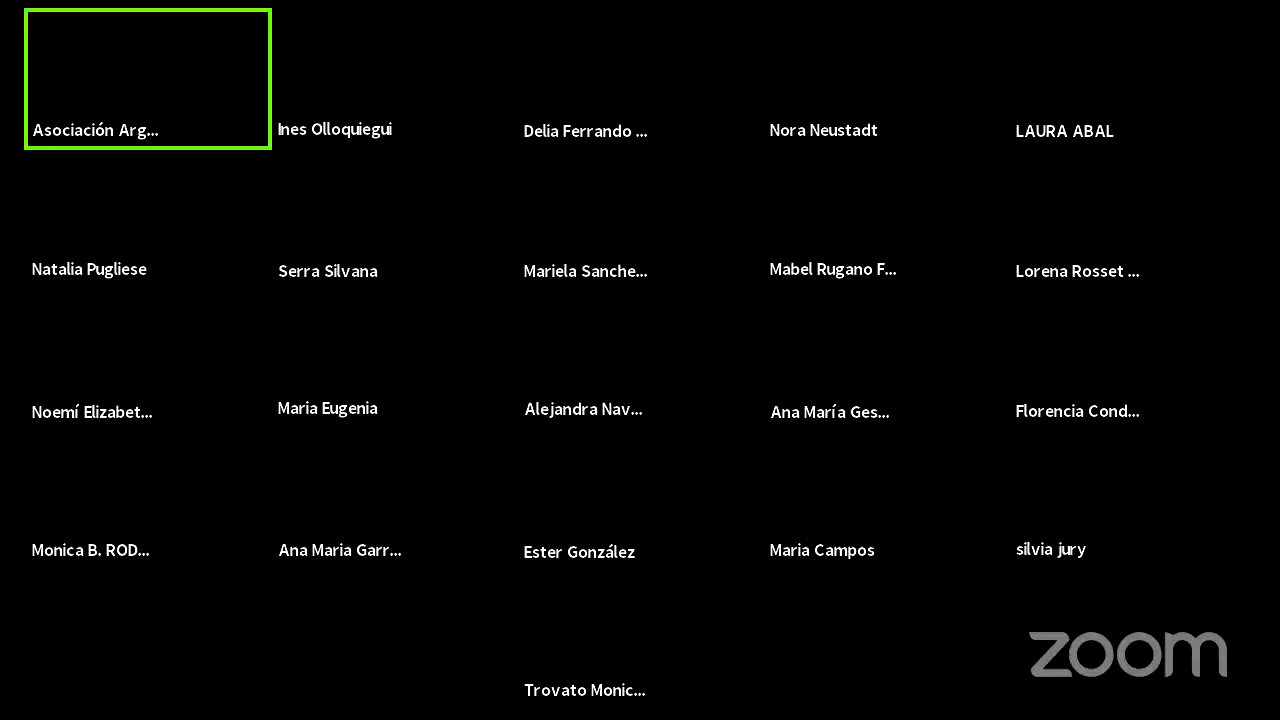 Asociación Arg...
Ines Olloquiegui
Delia Ferrando ...
Nora Neustadt
LAURA ABAL
Natalia Pugliese
Serra Silvana
Mariela Sanche...
Mabel Rugano F...
Lorena Rosset ...
Noemí Elizabet...
Maria Eugenia
Alejandra Nav...
Ana María Ges...
Florencia Cond...
Monica B. ROD...
Ana Maria Garr...
Ester González
Maria Campos
silvia jury
zoom
Trovato Monic...